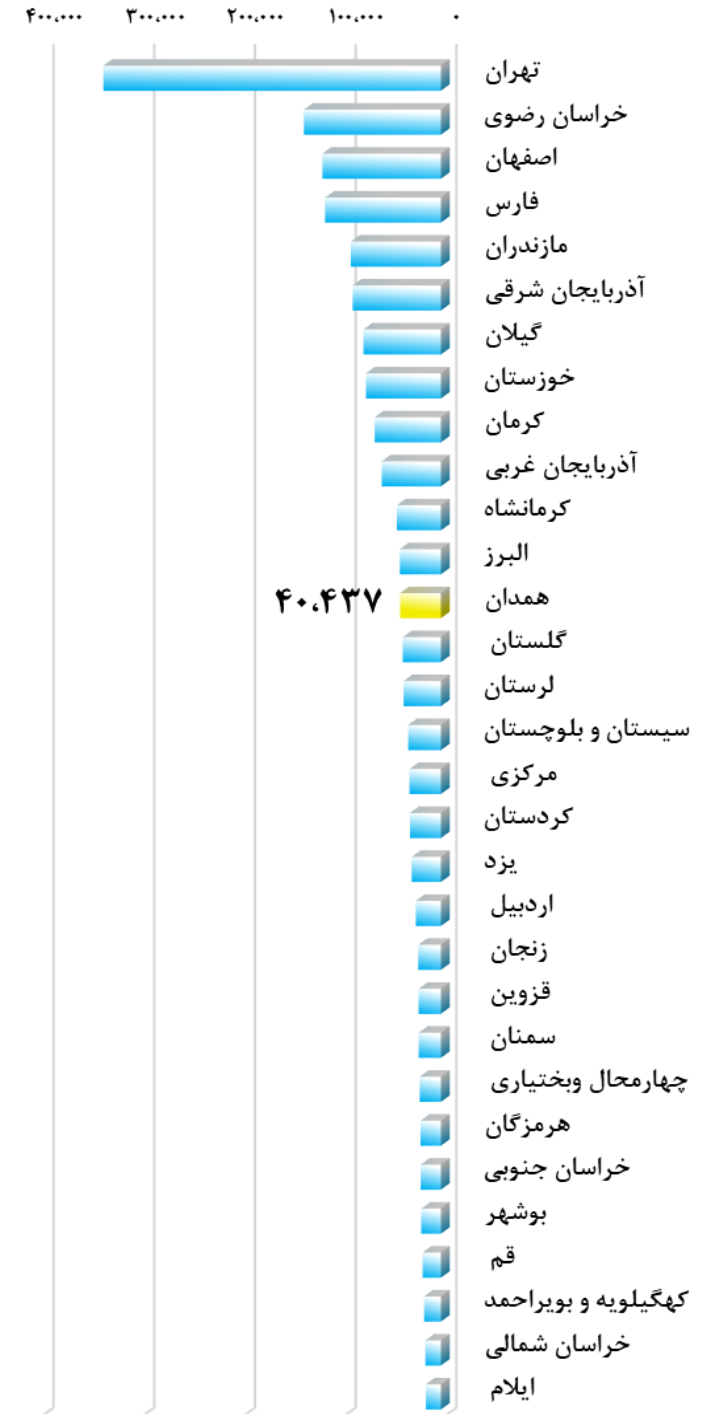 ۴۰۰،۰۰۰ ۳۰۰،۰۰۰ ۲۰۰،۰۰۰ ۱۰۰،۰۰۰ ۰
تهران
خراسان رضوی
اصفهان
فارس
مازندران
آذربایجان شرقی
گیلان
خوزستان
کرمان
آذربایجان غربی
کرمانشاه
البرز
همدان ۴۰،۴۳۷
گلستان
لرستان
سیستان و بلوچستان
مرکزی
کردستان
یزد
اردبیل
زنجان
قزوین
سمنان
چهارمحال وبختیاری
هرمزگان
خراسان جنوبی
بوشهر
قم
کهگیلویه و بویراحمد
خراسان شمالی
ایلام